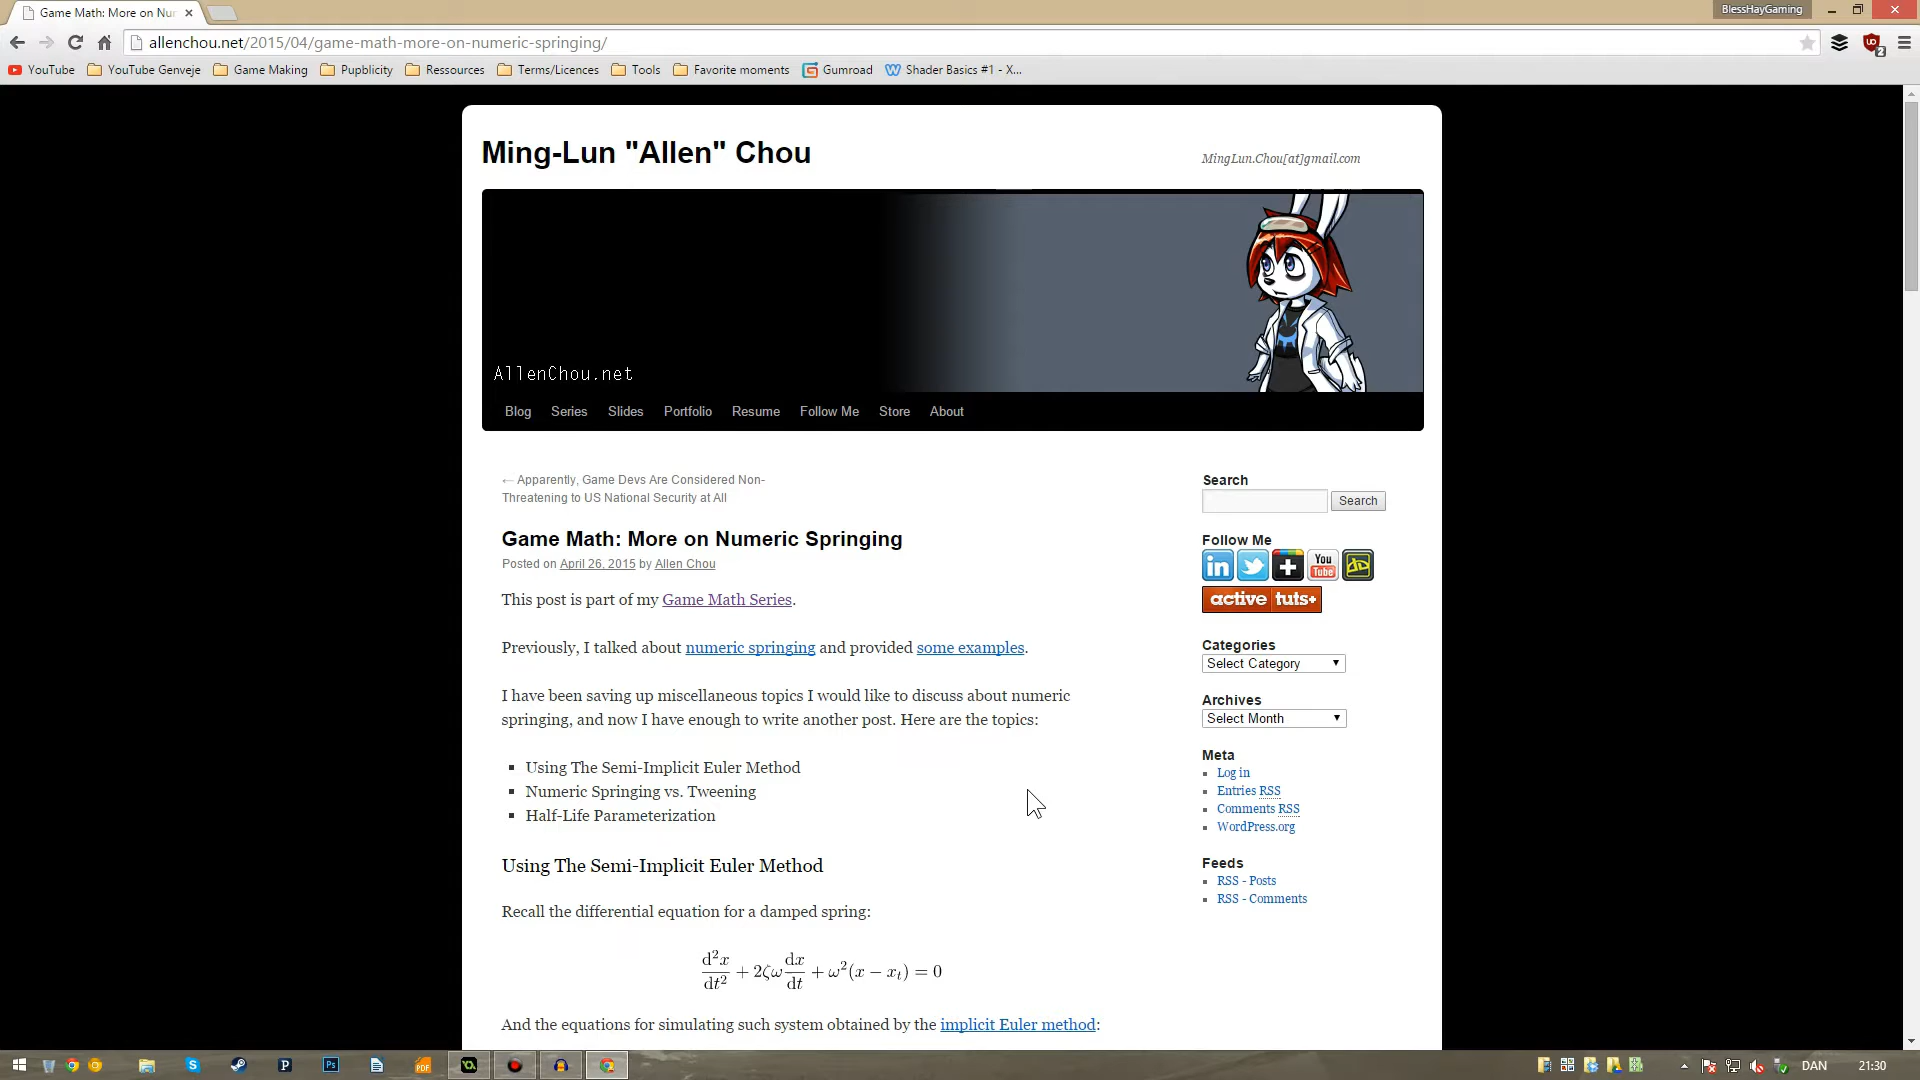 Game Math: More on Nur
BlessHayGaming
allenchou.net/2015/04/game-math-more-on-numeric-springing/
2
YouTube
YouTube Genveje
Game Making
Pupblicity
Ressources
Terms/Licences
Tools
Favorite moments
Gumroad
Shader Basics #1 - X...
Ming-Lun "Allen" Chou
MingLun.Chou[at]gmail.com
AllenChou.net
Blog
Series
Slides
Portfolio
Resume
Follow Me
Store
About
← Apparently, Game Devs Are Considered Non-
Threatening to US National Security at All
Game Math: More on Numeric Springing
Posted on April 26, 2015 by Allen Chou
This post is part of my Game Math Series.
Previously, I talked about numeric springing and provided some examples.
I have been saving up miscellaneous topics I would like to discuss about numeric
springing, and now I have enough to write another post. Here are the topics:
Using The Semi-Implicit Euler Method
Numeric Springing vs. Tweening
Half-Life Parameterization
Using The Semi-Implicit Euler Method
Recall the differential equation for a damped spring:
d²x/dt² + 2ζω dx/dt + ω²(x − xₜ) = 0
And the equations for simulating such system obtained by the implicit Euler method:
Search
Search
Follow Me
in
You
Tube
active tuts+
Categories
Select Category
Archives
Select Month
Meta
Log in
Entries RSS
Comments RSS
WordPress.org
Feeds
RSS - Posts
RSS - Comments
S
P
Ps
PDF
DAN
21:30